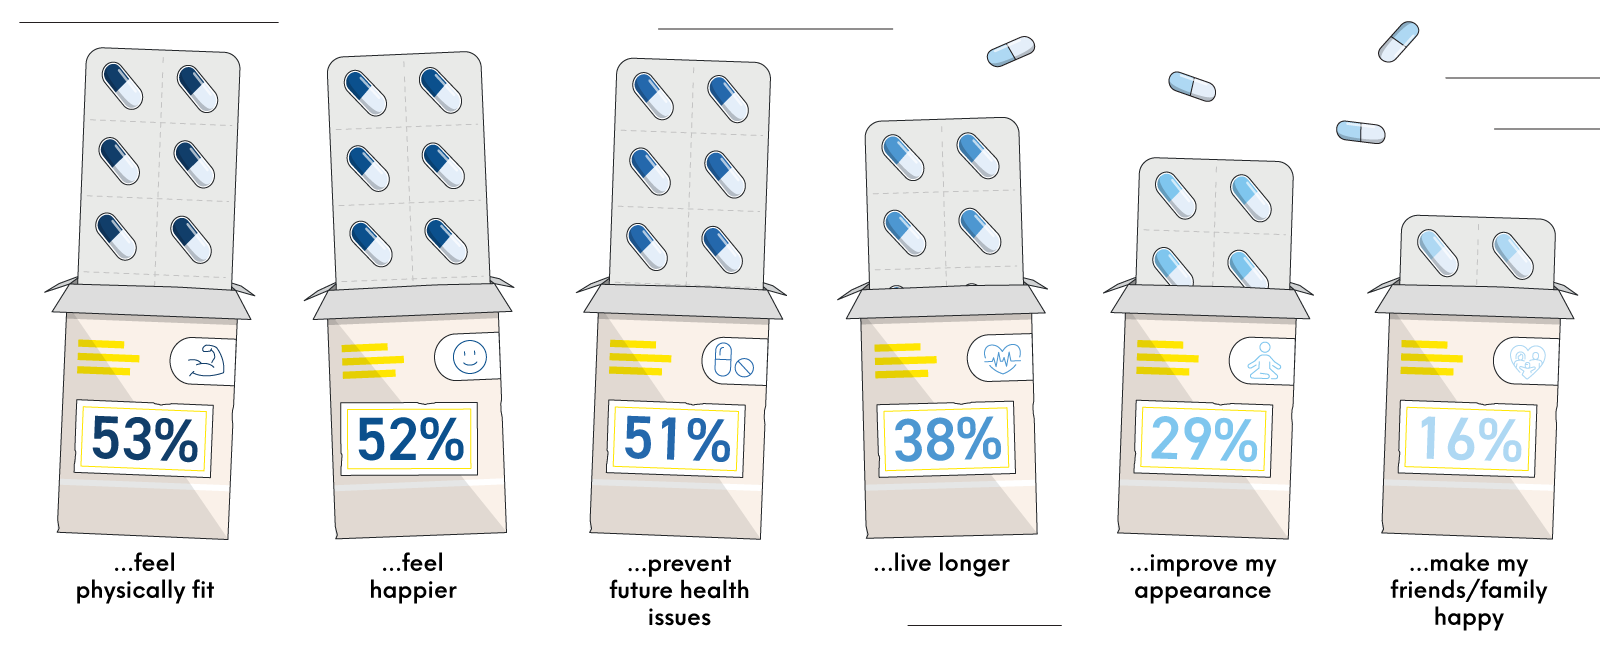 53%
52%
51%
38%
29%
16%
...feel
physically fit
...feel
happier
...prevent
future health
issues
...live longer
...improve my
appearance
...make my
friends/family
happy